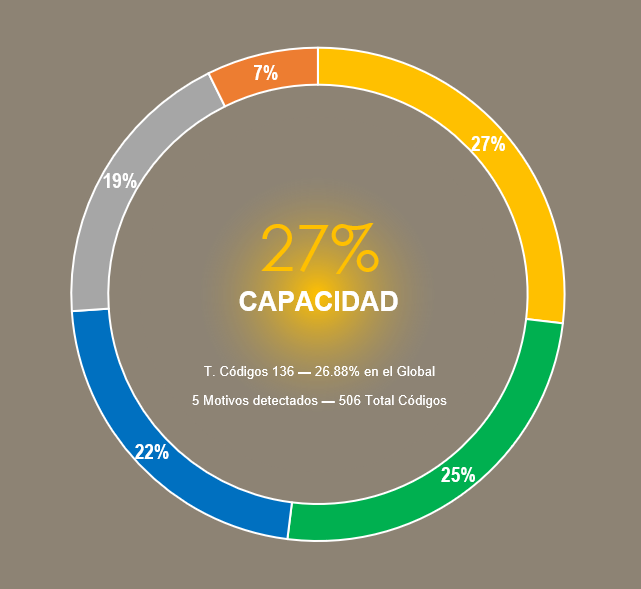 7%
27%
19%
27%
CAPACIDAD
T. Códigos 136 — 26.88% en el Global
5 Motivos detectados — 506 Total Códigos
22%
25%